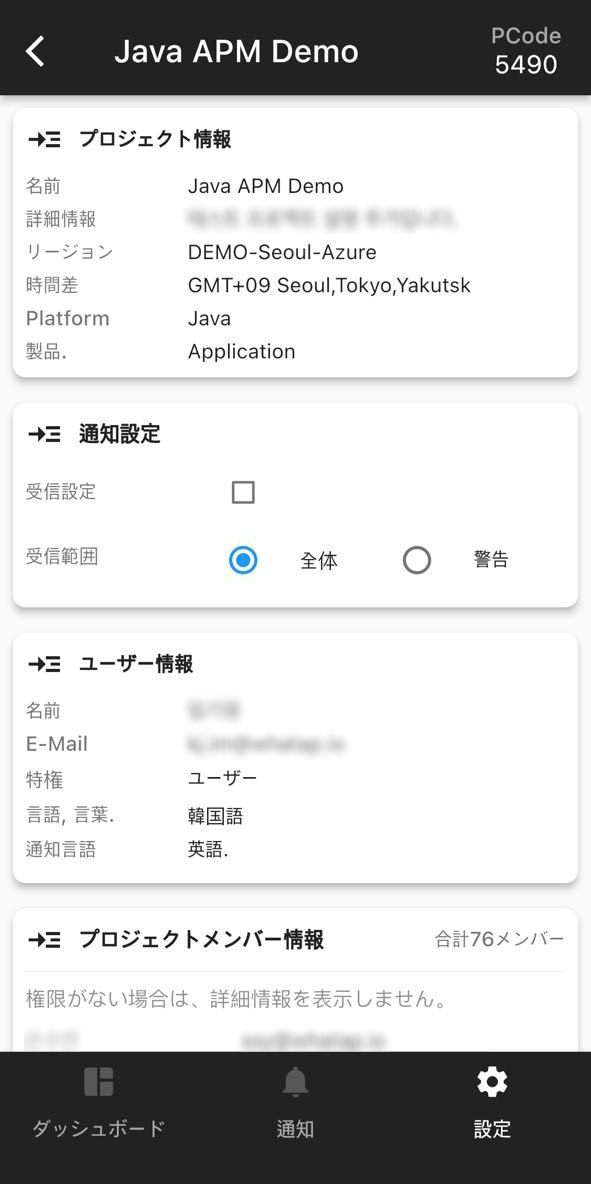 Java APM Demo
PCode
5490
プロジェクト情報
名前 Java APM Demo
詳細情報
リージョン DEMO-Seoul-Azure
時間差 GMT+09 Seoul,Tokyo,Yakutsk
Platform Java
製品. Application
通知設定
受信設定
受信範囲 全体 警告
ユーザー情報
名前
E-Mail
特権 ユーザー
言語, 言葉. 韓国語
通知言語 英語.
プロジェクトメンバー情報 合計76メンバー
権限がない場合は、詳細情報を表示しません。
ダッシュボード 通知 設定